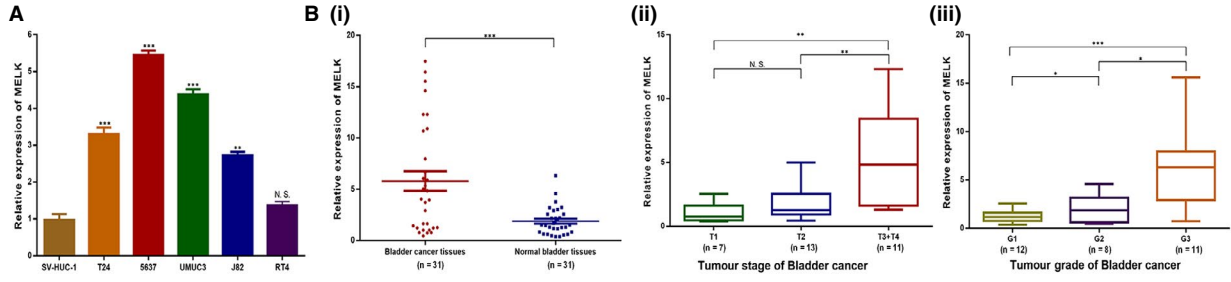 A
Relative expression of MELK
6
5
4
3
2
1
0
***
***
***
**
N. S.
SV-HUC-1 T24 5637 UMUC3 J82 RT4
B (i)
Relative expression of MELK
20
15
10
5
0
***
Bladder cancer tissues Normal bladder tissues
(n = 31) (n = 31)
(ii)
Relative expression of MELK
15
10
5
0
**
**
N. S.
T1 T2 T3+T4
(n = 7) (n = 13) (n = 11)
Tumour stage of Bladder cancer
(iii)
Relative expression of MELK
20
15
10
5
0
***
*
*
G1 G2 G3
(n = 12) (n = 8) (n = 11)
Tumour grade of Bladder cancer